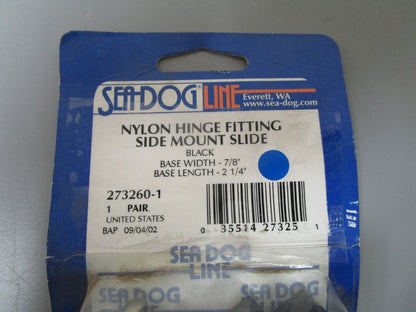 SEA-DOG LINE
Everett, WA
www.sea-dog.com
NYLON HINGE FITTING
SIDE MOUNT SLIDE
BLACK
BASE WIDTH - 7/8"
BASE LENGTH - 2 1/4"
273260-1
1 PAIR
UNITED STATES
BAP 09/04/02
0 35514 27325 1
SEA DOG
LINE
SEA DOG